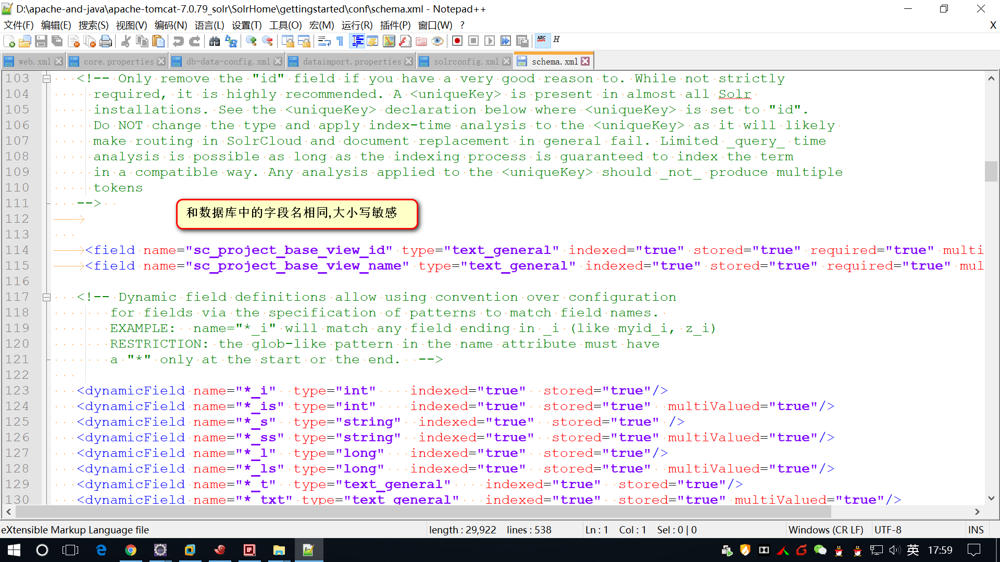 D:\apache-and-java\apache-tomcat-7.0.79_solr\SolrHome\gettingstarted\conf\schema.xml - Notepad++
文件(F) 编辑(E) 搜索(S) 视图(V) 编码(N) 语言(L) 设置(T) 工具(O) 宏(M) 运行(R) 插件(P) 窗口(W) ? X
web.xml core.properties db-data-config.xml dataimport.properties solrconfig.xml schema.xml
103 <!-- Only remove the "id" field if you have a very good reason to. While not strictly
104 required, it is highly recommended. A <uniqueKey> is present in almost all Solr
105 installations. See the <uniqueKey> declaration below where <uniqueKey> is set to "id".
106 Do NOT change the type and apply index-time analysis to the <uniqueKey> as it will likely
107 make routing in SolrCloud and document replacement in general fail. Limited _query_ time
108 analysis is possible as long as the indexing process is guaranteed to index the term
109 in a compatible way. Any analysis applied to the <uniqueKey> should _not_ produce multiple
110 tokens
111 -->
和数据库中的字段名相同,大小写敏感
112
113
114 <field name="sc_project_base_view_id" type="text_general" indexed="true" stored="true" required="true" multi
115 <field name="sc_project_base_view_name" type="text_general" indexed="true" stored="true" required="true" mul
116
117 <!-- Dynamic field definitions allow using convention over configuration
118 for fields via the specification of patterns to match field names.
119 EXAMPLE: name="*_i" will match any field ending in _i (like myid_i, z_i)
120 RESTRICTION: the glob-like pattern in the name attribute must have
121 a "*" only at the start or the end. -->
122
123 <dynamicField name="*_i" type="int" indexed="true" stored="true"/>
124 <dynamicField name="*_is" type="int" indexed="true" stored="true" multiValued="true"/>
125 <dynamicField name="*_s" type="string" indexed="true" stored="true" />
126 <dynamicField name="*_ss" type="string" indexed="true" stored="true" multiValued="true"/>
127 <dynamicField name="*_l" type="long" indexed="true" stored="true"/>
128 <dynamicField name="*_ls" type="long" indexed="true" stored="true" multiValued="true"/>
129 <dynamicField name="*_t" type="text_general" indexed="true" stored="true"/>
130 <dynamicField name="*_txt" type="text_general" indexed="true" stored="true" multiValued="true"/>
eXtensible Markup Language file length : 29,922 lines : 538 Ln : 1 Col : 1 Sel : 0 | 0 Windows (CR LF) UTF-8 INS
英 17:59